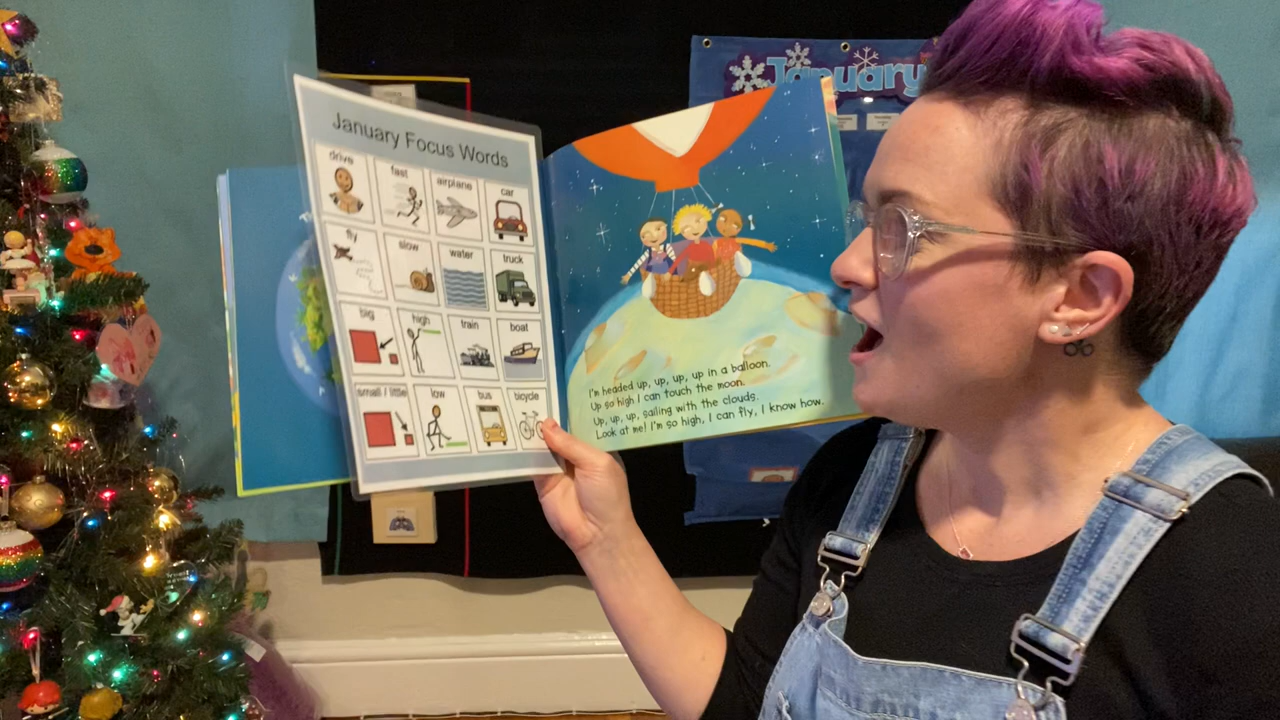 January Focus Words
drive fast airplane car
fly slow water truck
big high train boat
small / little low bus bicycle
I'm headed up, up, up, up in a balloon.
Up so high I can touch the moon.
Up, up, up, sailing with the clouds.
Look at me! I'm so high, I can fly, I know how.
January